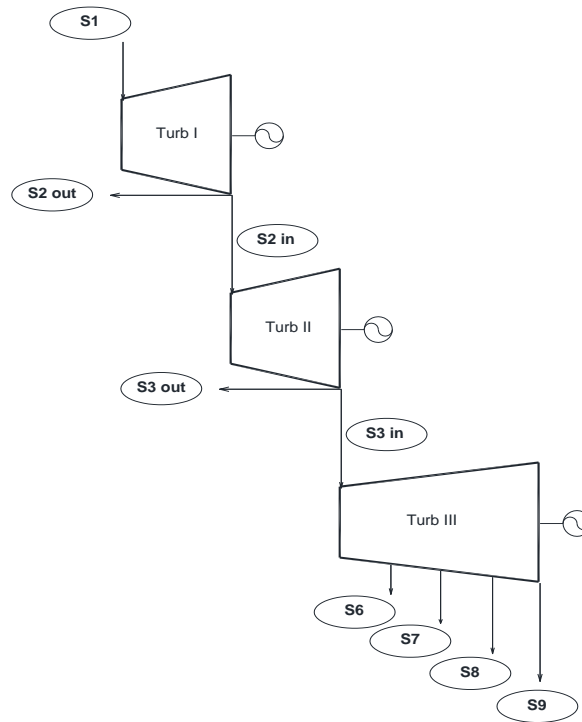 S1
Turb I
S2 out
S2 in
Turb II
S3 out
S3 in
Turb III
S6
S7
S8
S9